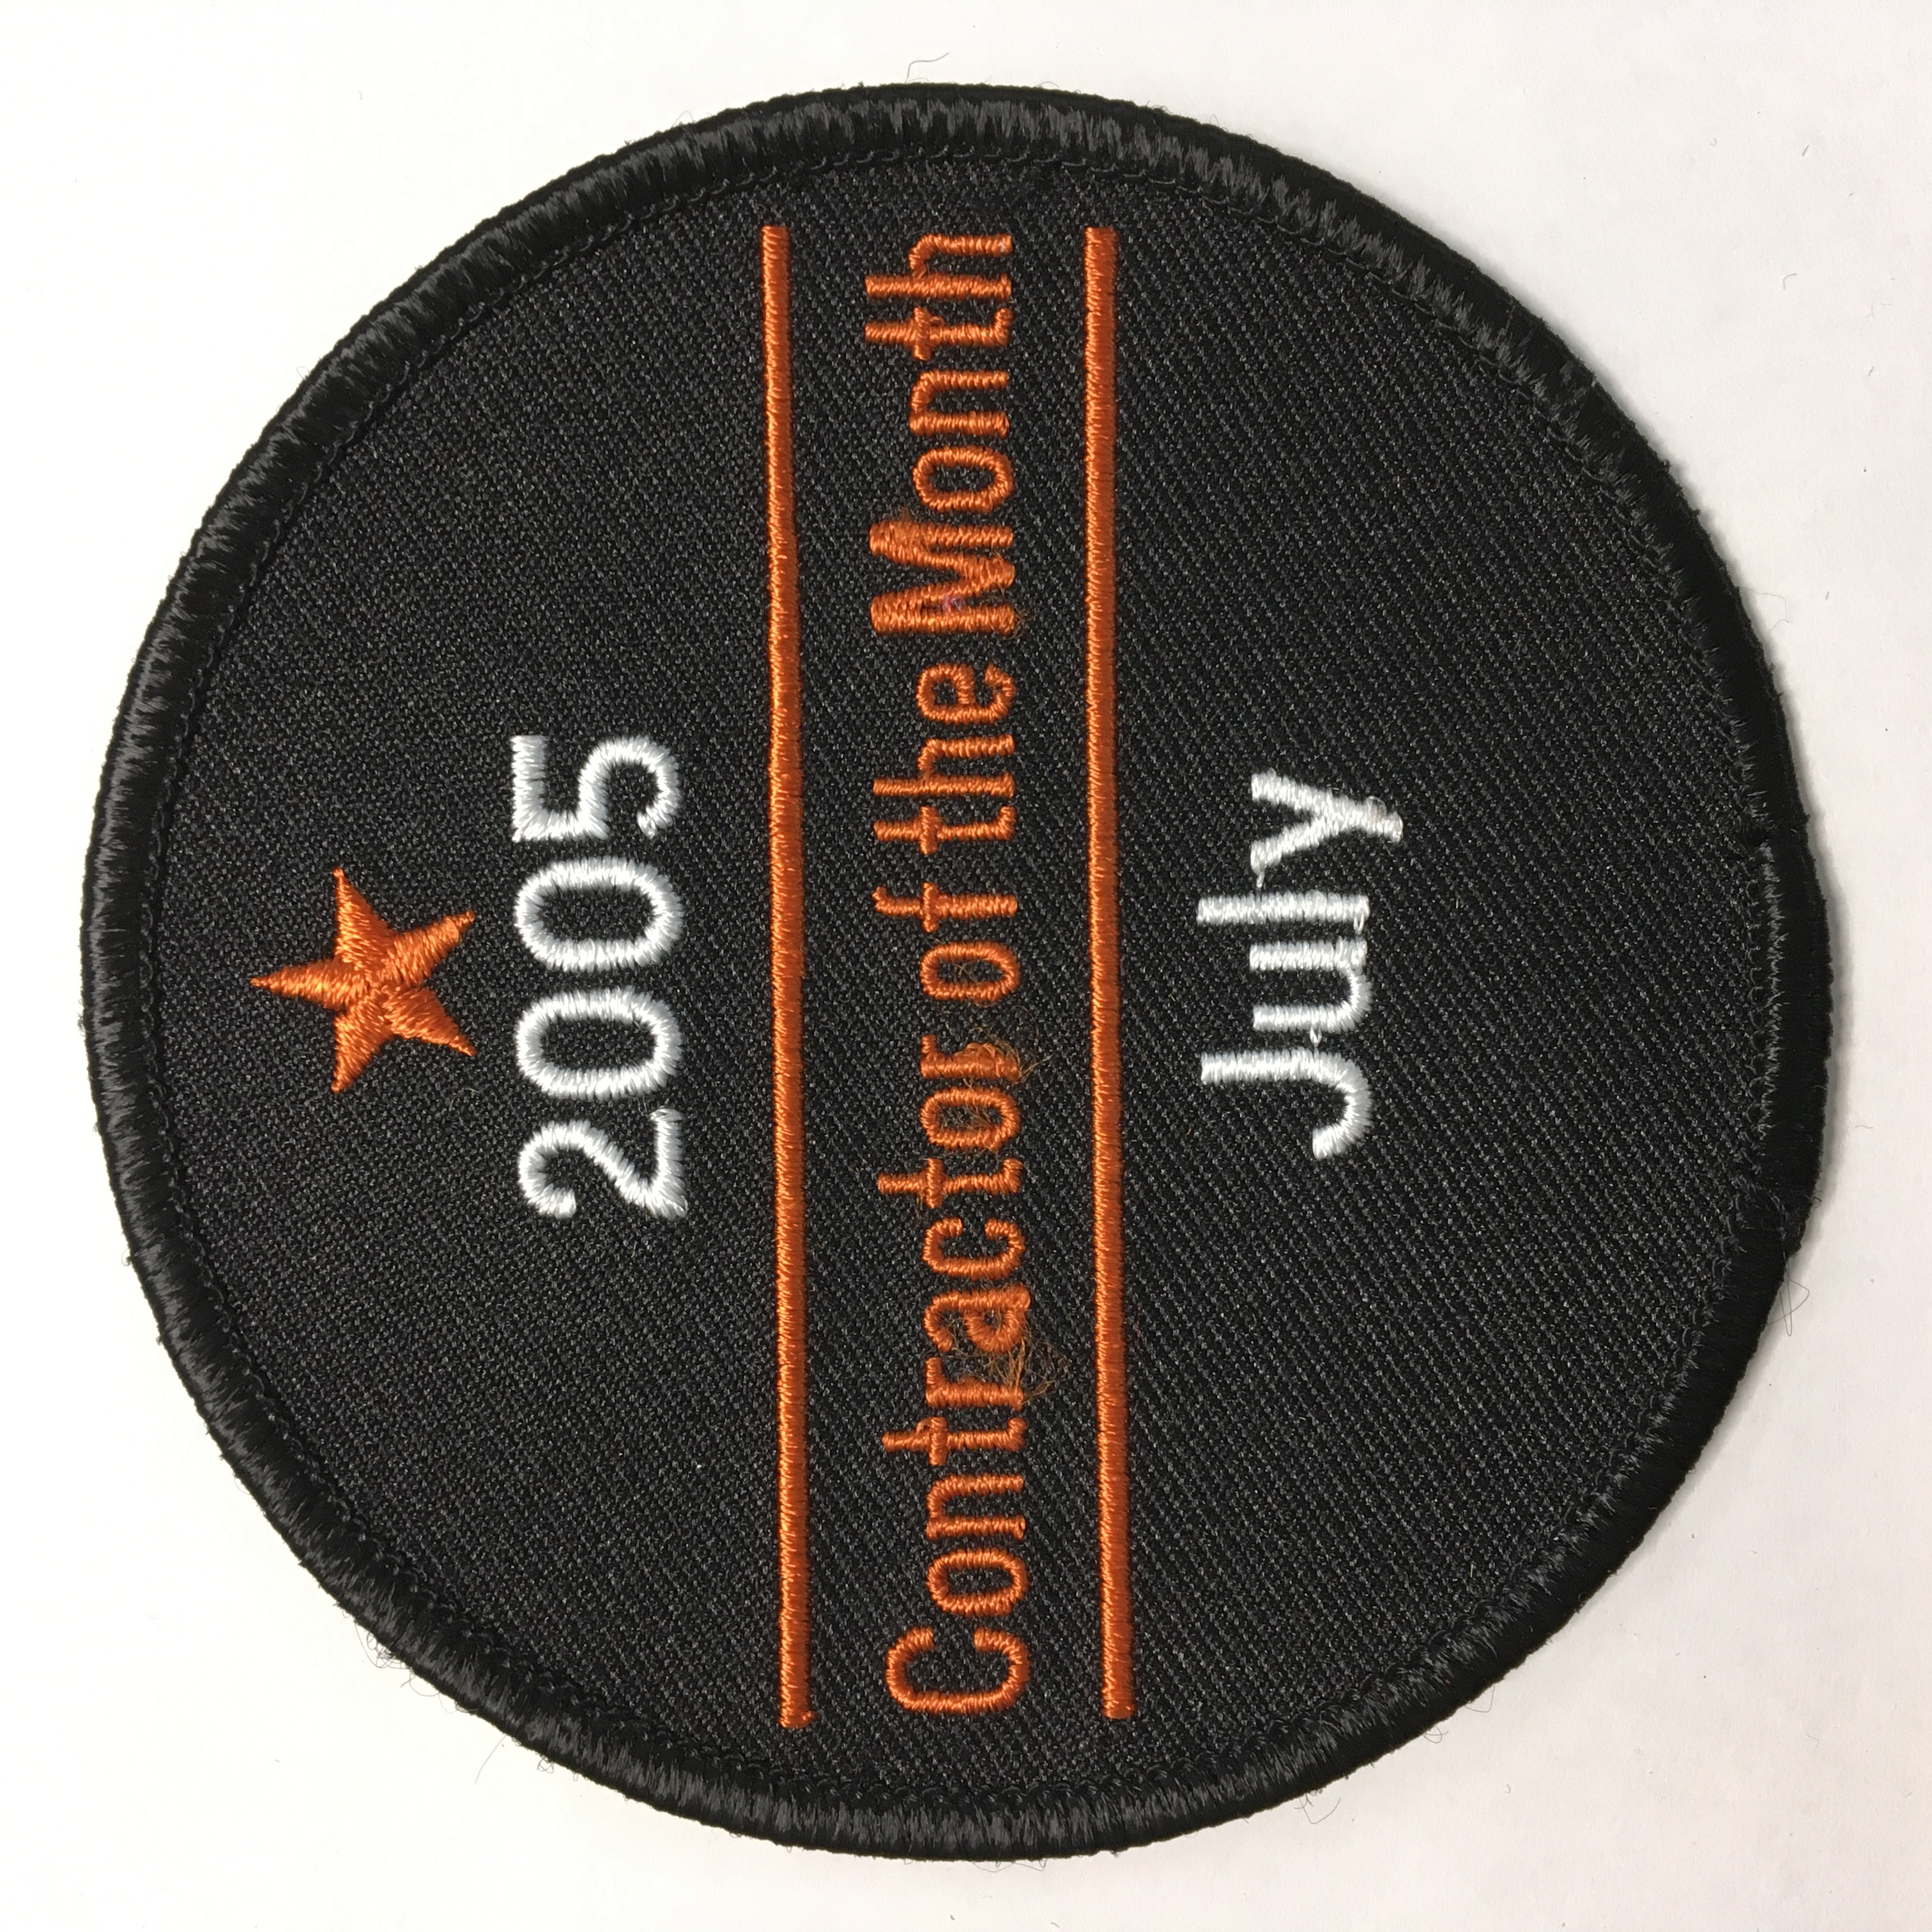 2005
Contractor of the Month
July